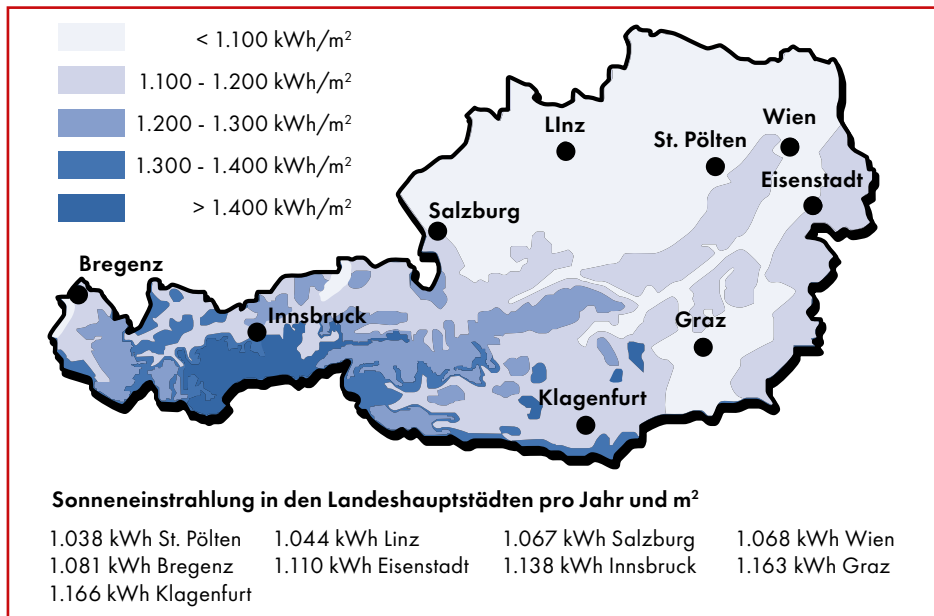 < 1.100 kWh/m²
1.100 - 1.200 kWh/m²
1.200 - 1.300 kWh/m²
1.300 - 1.400 kWh/m²
> 1.400 kWh/m²
LInz
St. Pölten
Wien
Eisenstadt
Salzburg
Bregenz
Innsbruck
Graz
Klagenfurt
Sonneneinstrahlung in den Landeshauptstädten pro Jahr und m²
1.038 kWh St. Pölten 1.044 kWh Linz 1.067 kWh Salzburg 1.068 kWh Wien
1.081 kWh Bregenz 1.110 kWh Eisenstadt 1.138 kWh Innsbruck 1.163 kWh Graz
1.166 kWh Klagenfurt